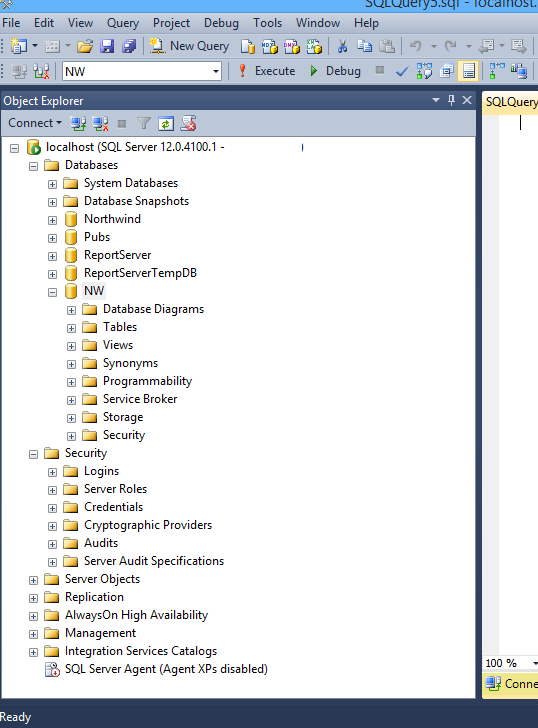 SQLQuery5.sql - localhost.
File Edit View Query Project Debug Tools Window Help
New Query MDX DMX XMLA
NW Execute Debug
Object Explorer
SQLQuery
Connect
localhost (SQL Server 12.0.4100.1 -
Databases
System Databases
Database Snapshots
Northwind
Pubs
ReportServer
ReportServerTempDB
NW
Database Diagrams
Tables
Views
Synonyms
Programmability
Service Broker
Storage
Security
Security
Logins
Server Roles
Credentials
Cryptographic Providers
Audits
Server Audit Specifications
Server Objects
Replication
AlwaysOn High Availability
Management
Integration Services Catalogs
100 %
SQL Server Agent (Agent XPs disabled)
Conne
Ready